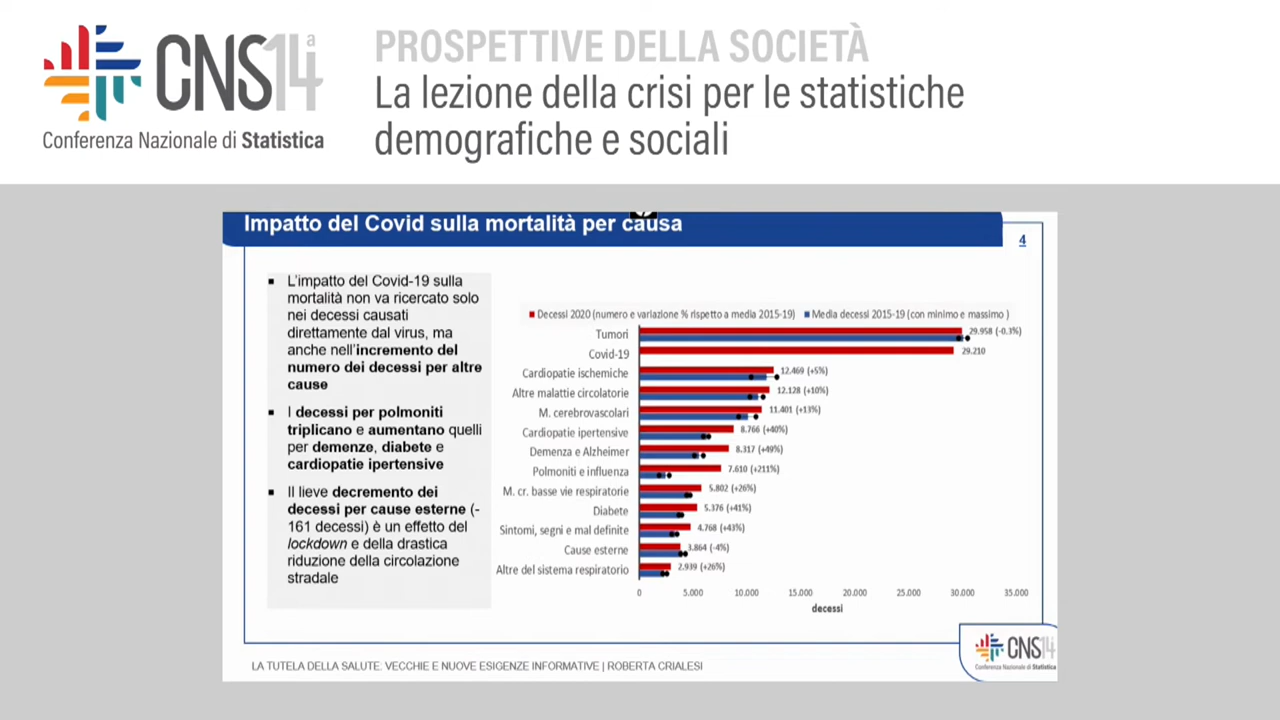 CNS14ª
Conferenza Nazionale di Statistica
PROSPETTIVE DELLA SOCIETÀ
La lezione della crisi per le statistiche
demografiche e sociali
Impatto del Covid sulla mortalità per causa
4
▪ L'impatto del Covid-19 sulla
mortalità non va ricercato solo
nei decessi causati
direttamente dal virus, ma
anche nell'incremento del
numero dei decessi per altre
cause
▪ I decessi per polmoniti
triplicano e aumentano quelli
per demenze, diabete e
cardiopatie ipertensive
▪ Il lieve decremento dei
decessi per cause esterne (-
161 decessi) è un effetto del
lockdown e della drastica
riduzione della circolazione
stradale
Decessi 2020 (numero e variazione % rispetto a media 2015-19) Media decessi 2015-19 (con minimo e massimo )
Tumori 29.958 (-0.3%)
Covid-19 29.210
Cardiopatie ischemiche 12.469 (+5%)
Altre malattie circolatorie 12.128 (+10%)
M. cerebrovascolari 11.401 (+13%)
Cardiopatie ipertensive 8.766 (+40%)
Demenza e Alzheimer 8.317 (+49%)
Polmoniti e influenza 7.610 (+211%)
M. cr. basse vie respiratorie 5.802 (+26%)
Diabete 5.376 (+41%)
Sintomi, segni e mal definite 4.768 (+43%)
Cause esterne 3.864 (-4%)
Altre del sistema respiratorio 2.939 (+26%)
0 5.000 10.000 15.000 20.000 25.000 30.000 35.000
decessi
LA TUTELA DELLA SALUTE: VECCHIE E NUOVE ESIGENZE INFORMATIVE | ROBERTA CRIALESI
CNS14
Conferenza Nazionale di Statistica